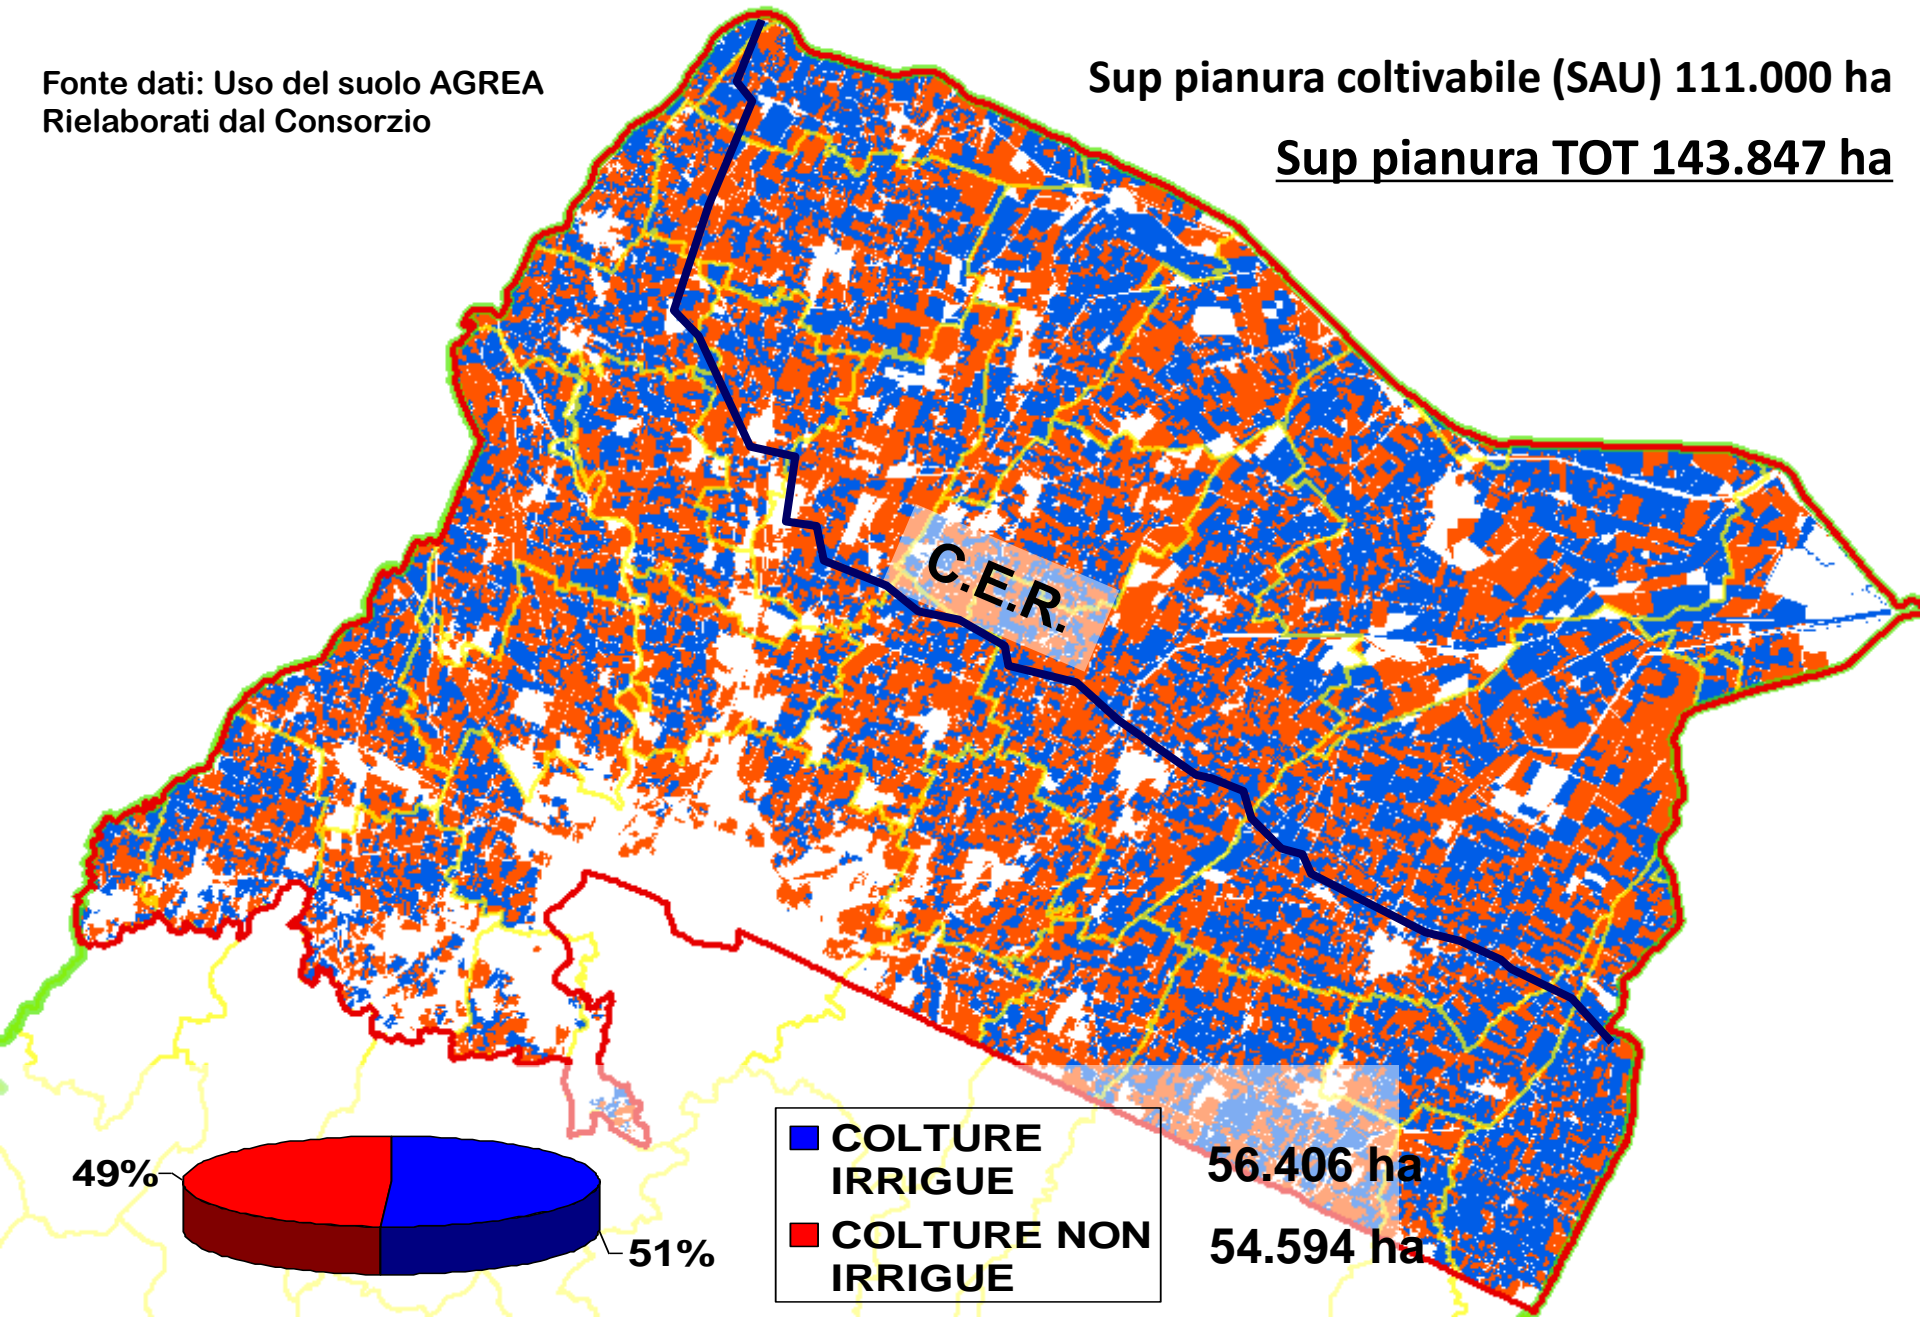 Fonte dati: Uso del suolo AGREA
Rielaborati dal Consorzio
Sup pianura coltivabile (SAU) 111.000 ha
Sup pianura TOT 143.847 ha
C.E.R.
49%
51%
COLTURE
IRRIGUE
56.406 ha
COLTURE NON
IRRIGUE
54.594 ha